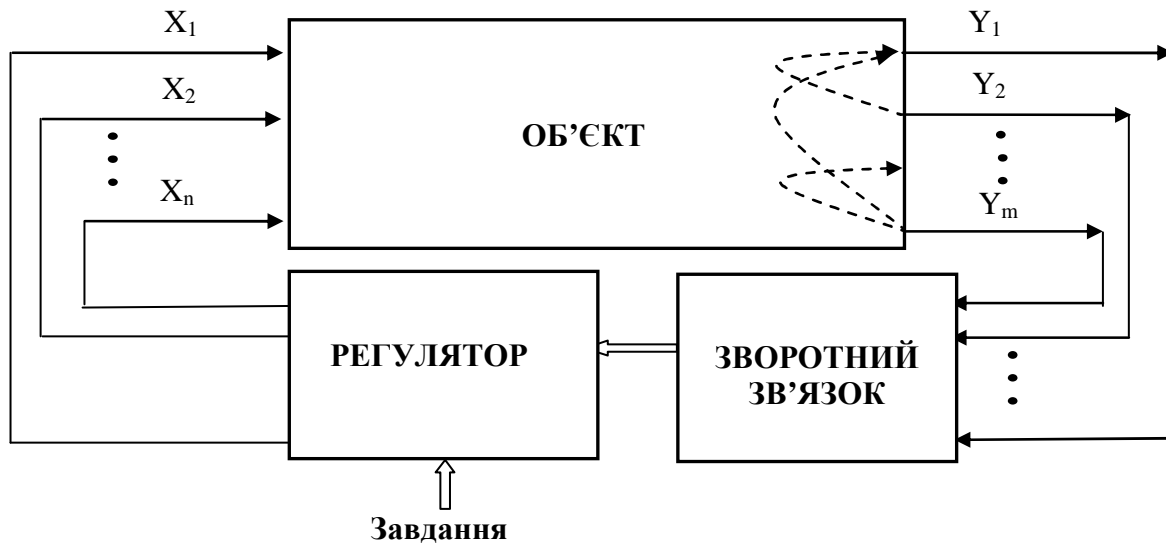 X₁
Y₁
X₂
Y₂
ОБ’ЄКТ
Xₙ
Yₘ
РЕГУЛЯТОР
ЗВОРОТНИЙ
ЗВ’ЯЗОК
Завдання